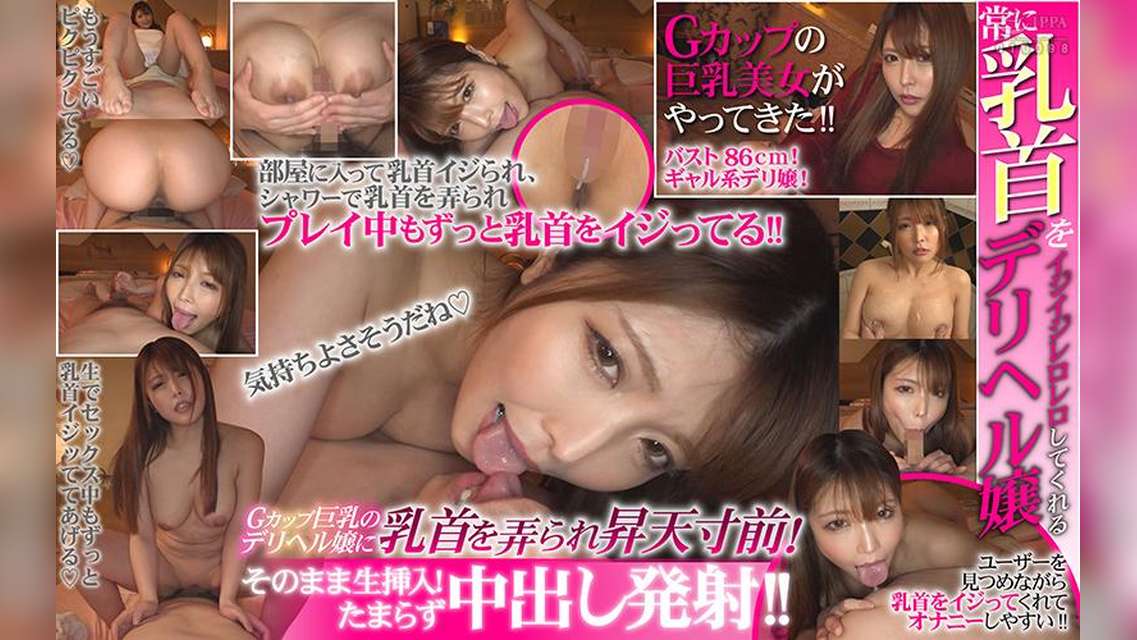 常に
乳首を
イジイジレロレロしてくれる
デリヘル嬢
Gカップの
巨乳美女が
やってきた!!
バスト86cm!
ギャル系デリ嬢!
もうすごい
ピクピクしてる♡
部屋に入って乳首イジられ、
シャワーで乳首を弄られ
プレイ中もずっと乳首をイジってる!!
気持ちよさそうだね♡
生でセックス中もずっと
乳首イジッててあげる♡
Gカップ巨乳の
デリヘル嬢に
乳首を弄られ昇天寸前!
そのまま生挿入!
たまらず
中出し発射!!
ユーザーを
見つめながら
乳首をイジってくれて
オナニーしやすい!!